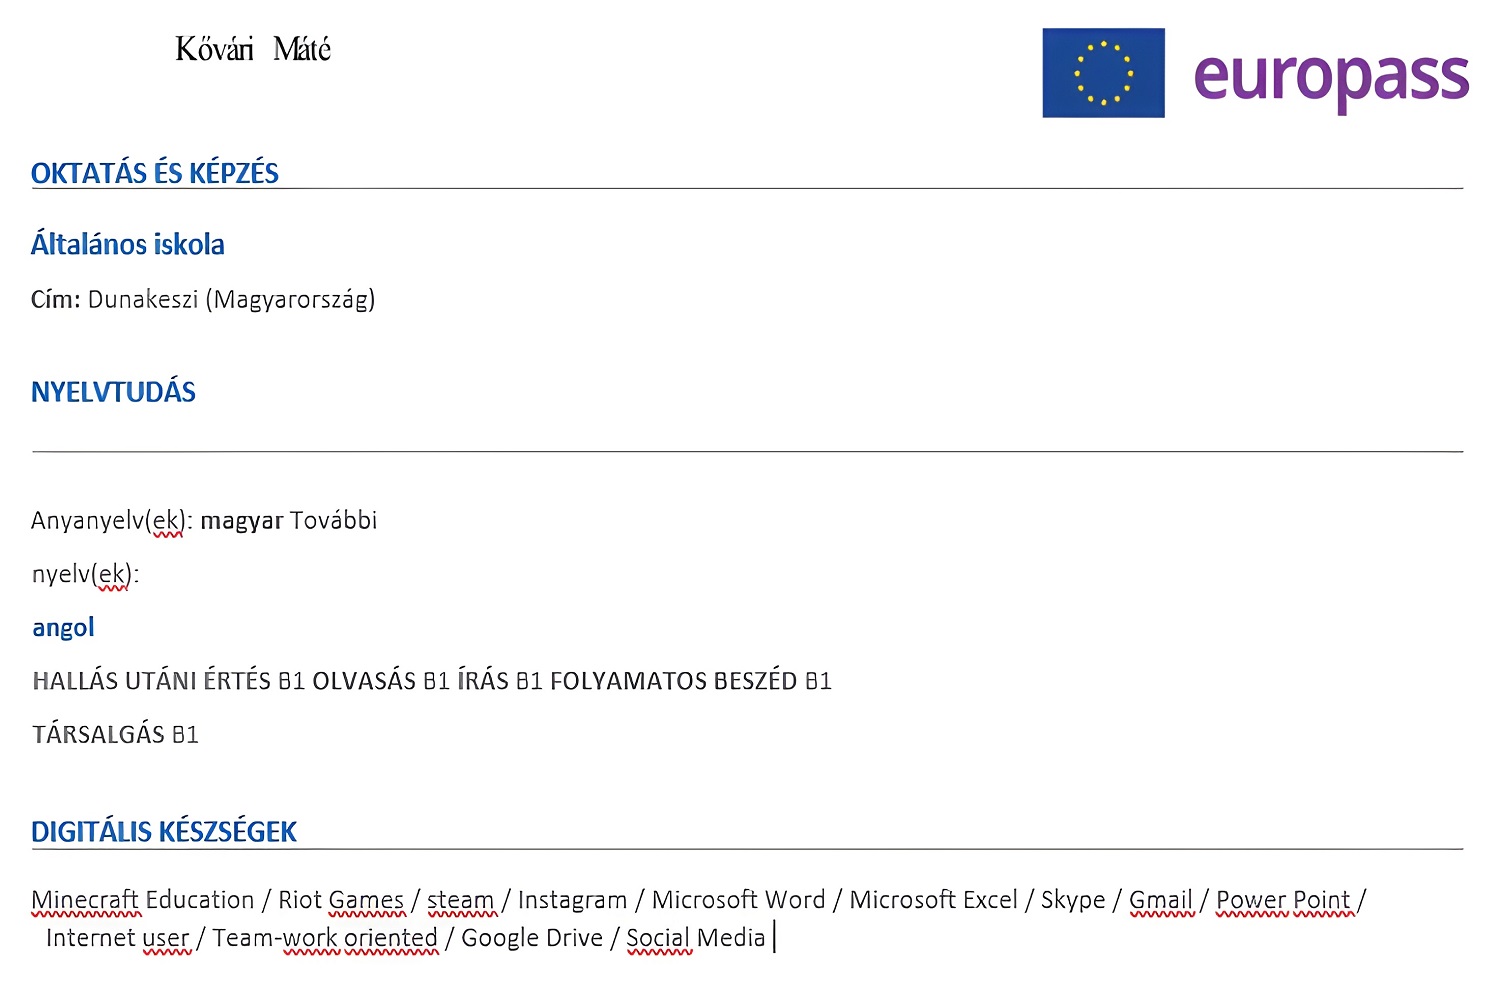 Kővári Máté
europass
OKTATÁS ÉS KÉPZÉS
Általános iskola
Cím: Dunakeszi (Magyarország)
NYELVTUDÁS
Anyanyelv(ek): magyar További
nyelv(ek):
angol
HALLÁS UTÁNI ÉRTÉS B1 OLVASÁS B1 ÍRÁS B1 FOLYAMATOS BESZÉD B1
TÁRSALGÁS B1
DIGITÁLIS KÉSZSÉGEK
Minecraft Education / Riot Games / steam / Instagram / Microsoft Word / Microsoft Excel / Skype / Gmail / Power Point /
Internet user / Team-work oriented / Google Drive / Social Media